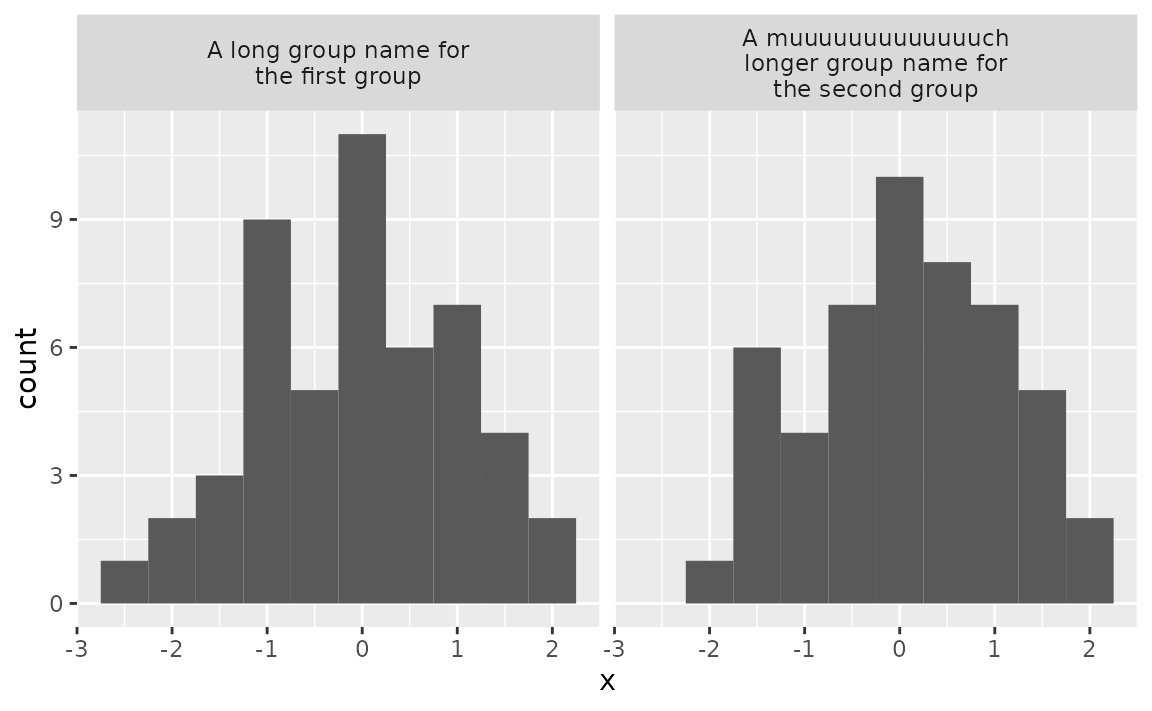 A long group name for
the first group
A muuuuuuuuuuuuuch
longer group name for
the second group
9
6
3
0
count
-3 -2 -1 0 1 2
-3 -2 -1 0 1 2
x